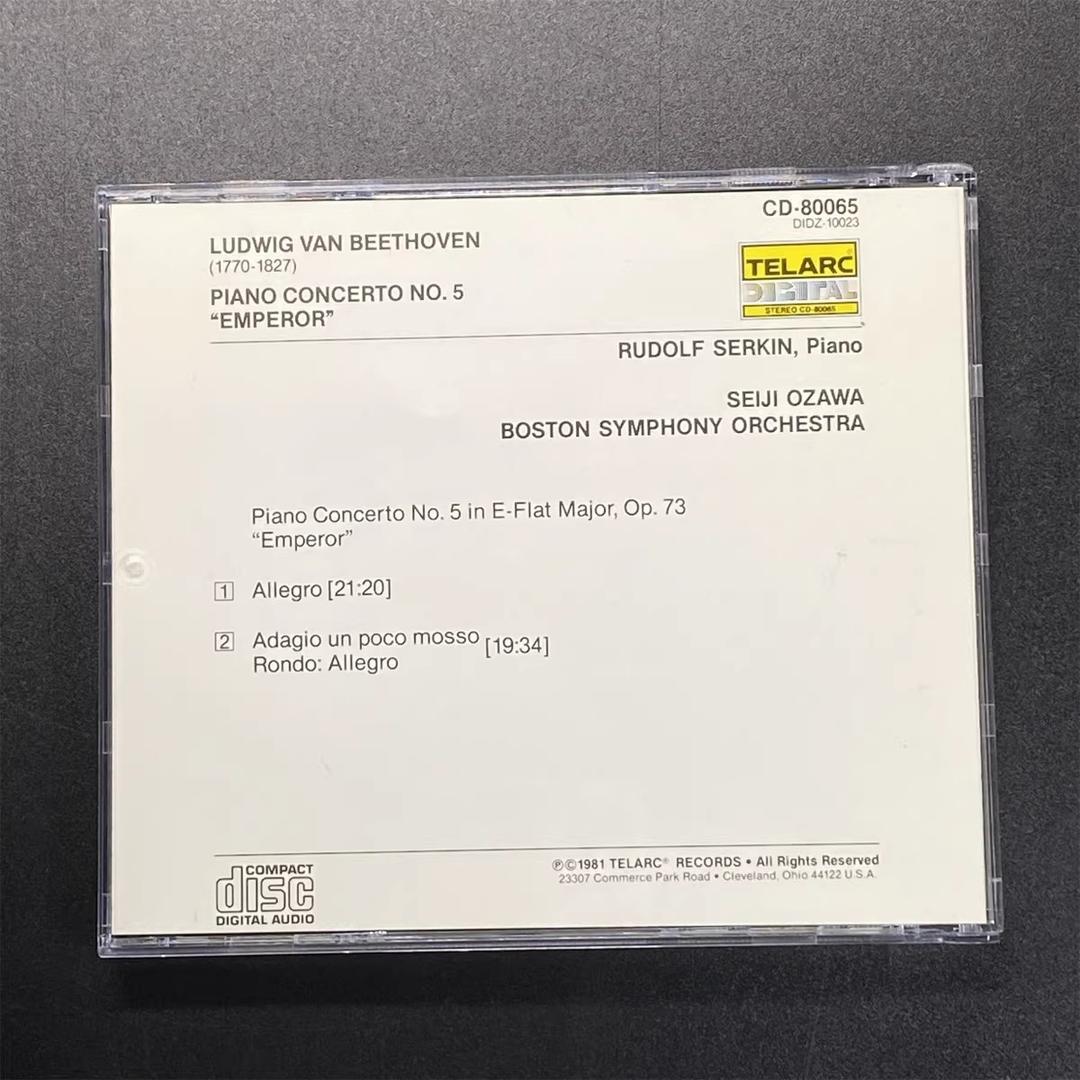 CD-80065
DIDZ-10023
LUDWIG VAN BEETHOVEN
(1770-1827)
PIANO CONCERTO NO. 5
“EMPEROR”
TELARC
DIGITAL
STEREO CD-80065
RUDOLF SERKIN, Piano
SEIJI OZAWA
BOSTON SYMPHONY ORCHESTRA
Piano Concerto No. 5 in E-Flat Major, Op. 73
“Emperor”
1 Allegro [21:20]
2 Adagio un poco mosso [19:34]
Rondo: Allegro
COMPACT
disc
DIGITAL AUDIO
℗©1981 TELARC® RECORDS • All Rights Reserved
23307 Commerce Park Road • Cleveland, Ohio 44122 U.S.A.